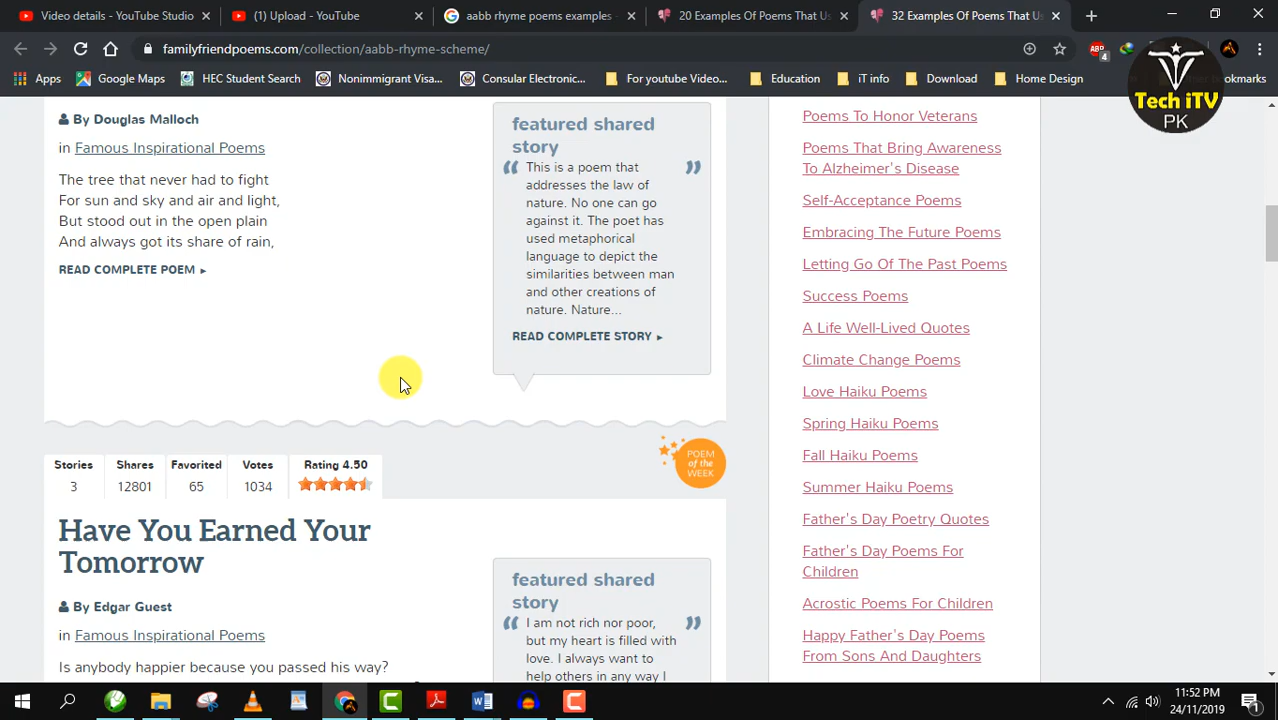 Video details - YouTube Studio
(1) Upload - YouTube
aabb rhyme poems examples -
20 Examples Of Poems That Us
32 Examples Of Poems That Us
familyfriendpoems.com/collection/aabb-rhyme-scheme/
ABP
4
Apps
Google Maps
HEC Student Search
Nonimmigrant Visa...
Consular Electronic...
For youtube Video...
Education
IT info
Download
Home Design
bookmarks
Tech iTV
PK
By Douglas Malloch
in Famous Inspirational Poems
The tree that never had to fight
For sun and sky and air and light,
But stood out in the open plain
And always got its share of rain,
READ COMPLETE POEM ▸
featured shared
story
“ This is a poem that ”
addresses the law of
nature. No one can go
against it. The poet has
used metaphorical
language to depict the
similarities between man
and other creations of
nature. Nature...
READ COMPLETE STORY ▸
Stories
3
Shares
12801
Favorited
65
Votes
1034
Rating 4.50
POEM
of the
WEEK
Have You Earned Your
Tomorrow
By Edgar Guest
in Famous Inspirational Poems
Is anybody happier because you passed his way?
featured shared
story
“ I am not rich nor poor, ”
but my heart is filled with
love. I always want to
help others in any way I
Poems To Honor Veterans
Poems That Bring Awareness
To Alzheimer's Disease
Self-Acceptance Poems
Embracing The Future Poems
Letting Go Of The Past Poems
Success Poems
A Life Well-Lived Quotes
Climate Change Poems
Love Haiku Poems
Spring Haiku Poems
Fall Haiku Poems
Summer Haiku Poems
Father's Day Poetry Quotes
Father's Day Poems For
Children
Acrostic Poems For Children
Happy Father's Day Poems
From Sons And Daughters
11:52 PM
24/11/2019
1